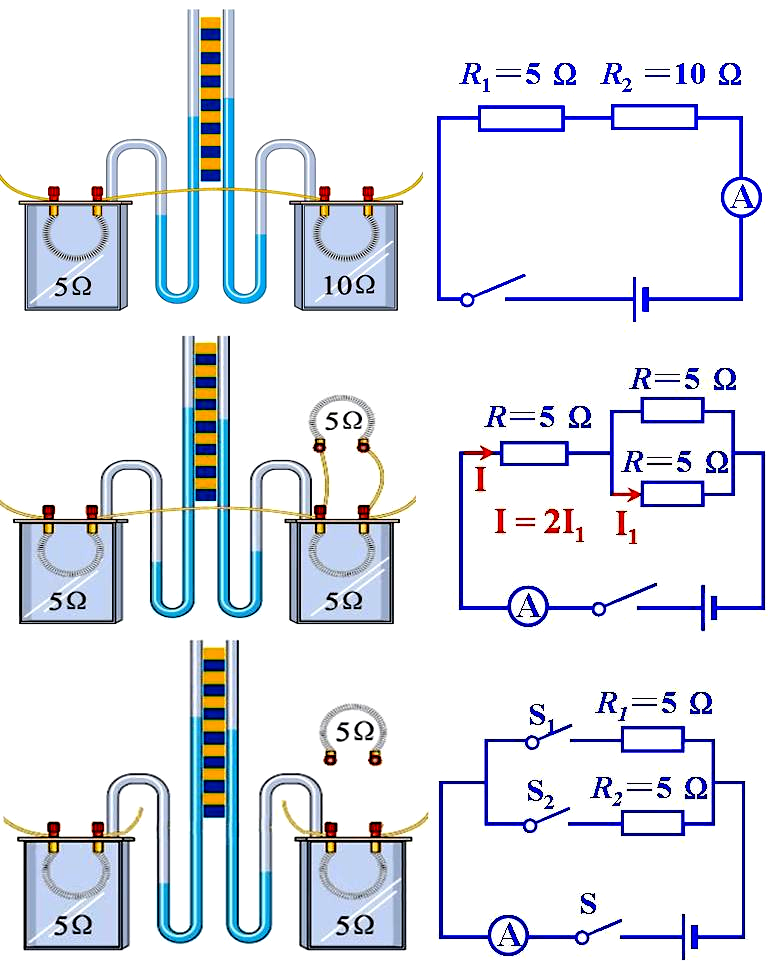 R₁＝5 Ω R₂ ＝10 Ω
A
5Ω 10Ω
R＝5 Ω
5Ω R＝5 Ω
R＝5 Ω
I
I = 2I₁ I₁
5Ω 5Ω A
S₁ R₁＝5 Ω
5Ω
S₂ R₂＝5 Ω
S
5Ω 5Ω A